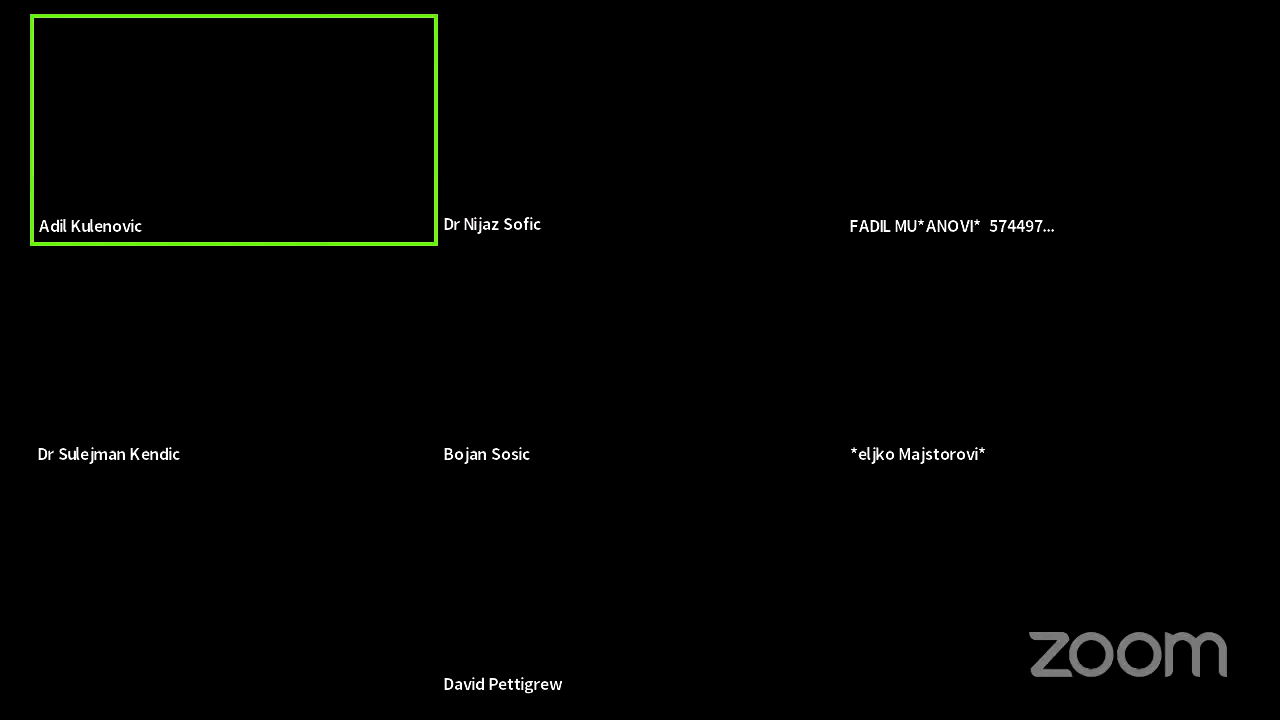 Adil Kulenovic
Dr Nijaz Sofic
FADIL MU*ANOVI* 574497...
Dr Sulejman Kendic
Bojan Sosic
*eljko Majstorovi*
David Pettigrew
zoom